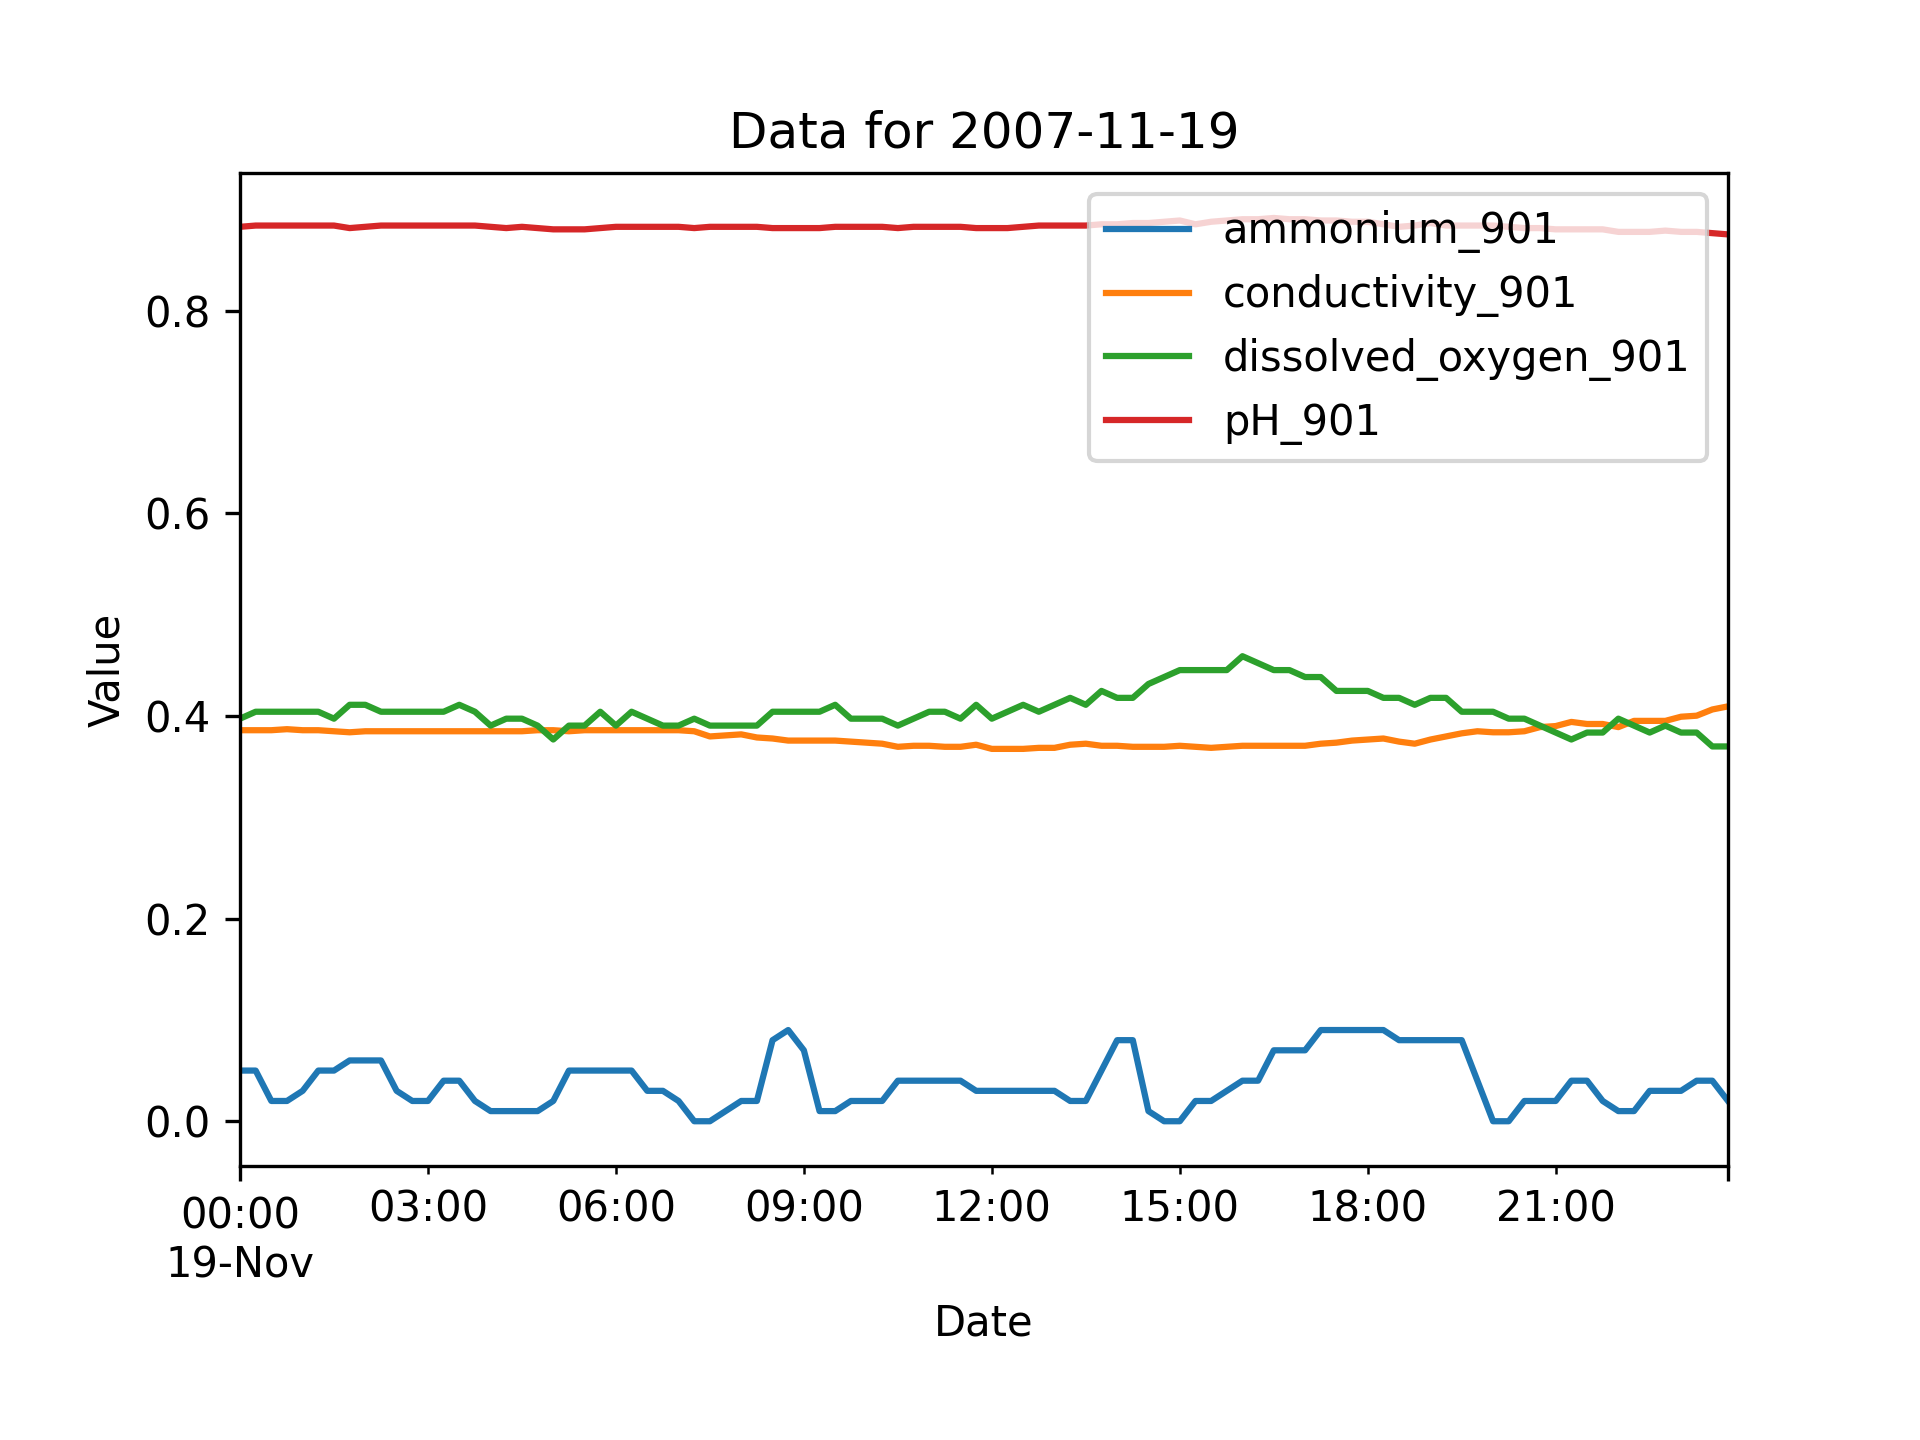 Data for 2007-11-19
ammonium_901
conductivity_901
dissolved_oxygen_901
pH_901
0.8
0.6
0.4
0.2
0.0
Value
00:00 03:00 06:00 09:00 12:00 15:00 18:00 21:00
19-Nov
Date